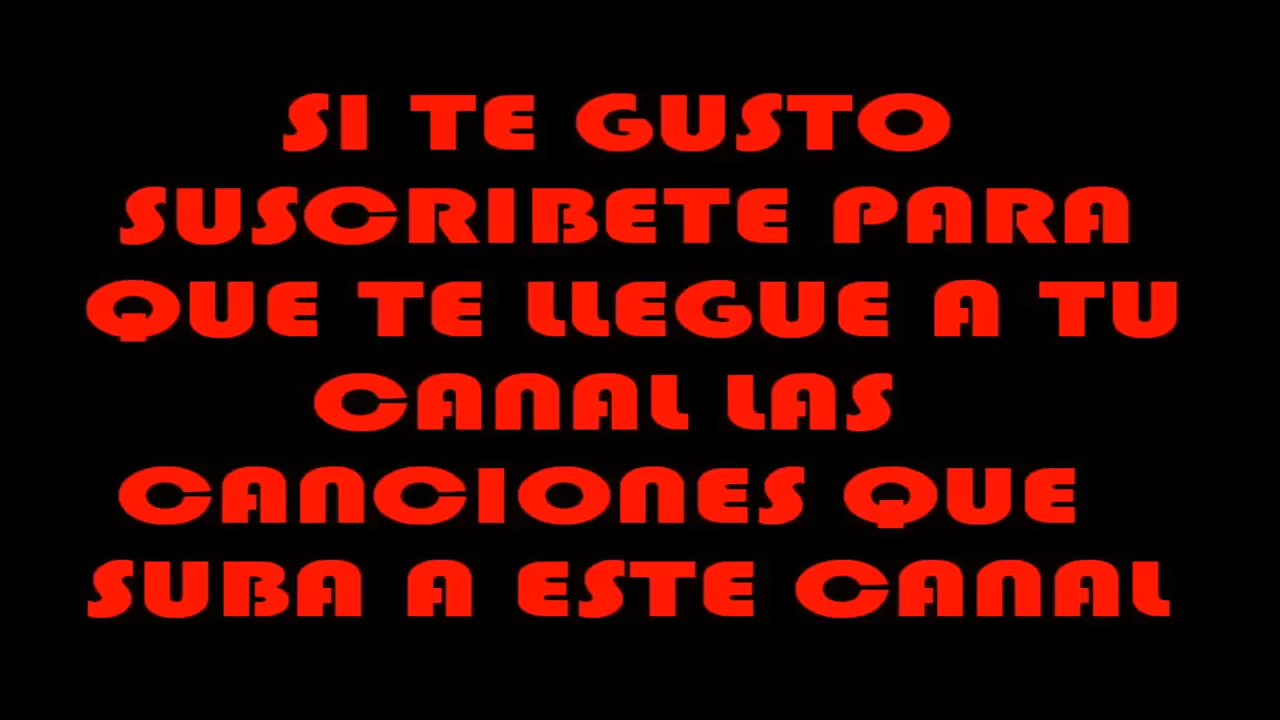 SI TE GUSTO
SUSCRIBETE PARA
QUE TE LLEGUE A TU
CANAL LAS
CANCIONES QUE
SUBA A ESTE CANAL